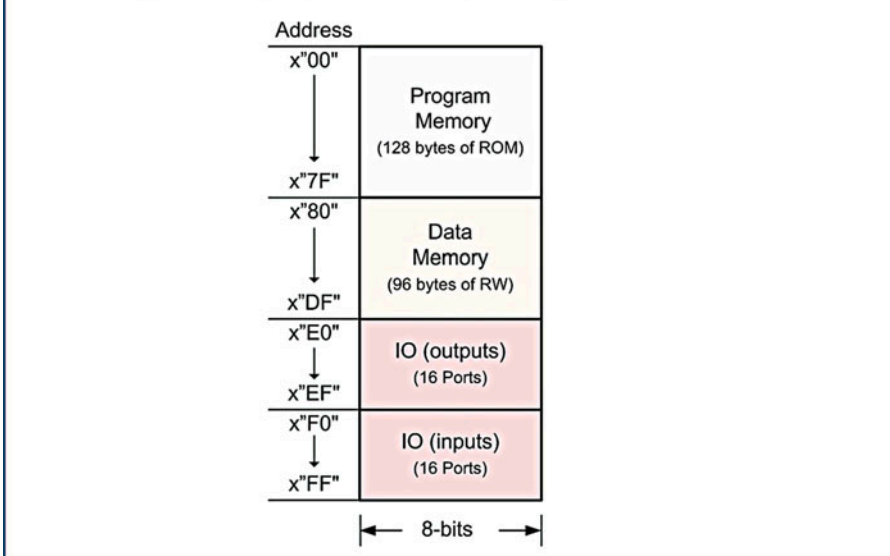 Address
x"00"
Program
Memory
(128 bytes of ROM)
x"7F"
x"80"
Data
Memory
(96 bytes of RW)
x"DF"
x"E0"
IO (outputs)
(16 Ports)
x"EF"
x"F0"
IO (inputs)
(16 Ports)
x"FF"
8-bits